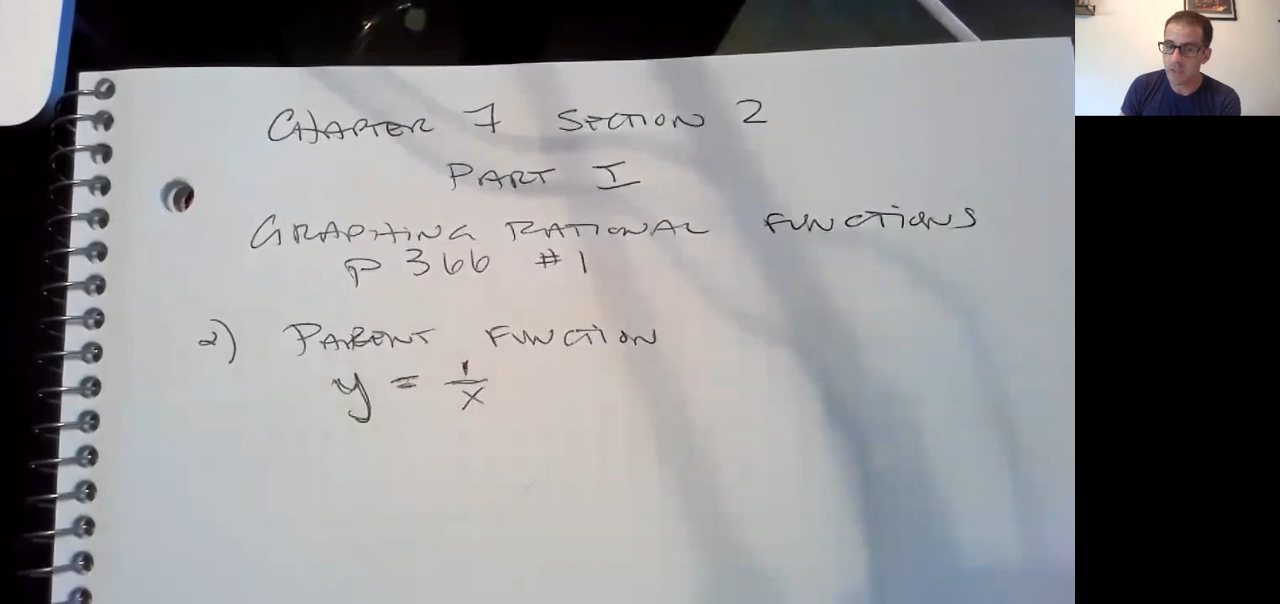 CHAPTER 7 SECTION 2
PART I
GRAPHING RATIONAL FUNCTIONS
p 366 #1
2) PARENT FUNCTION
y = 1/x